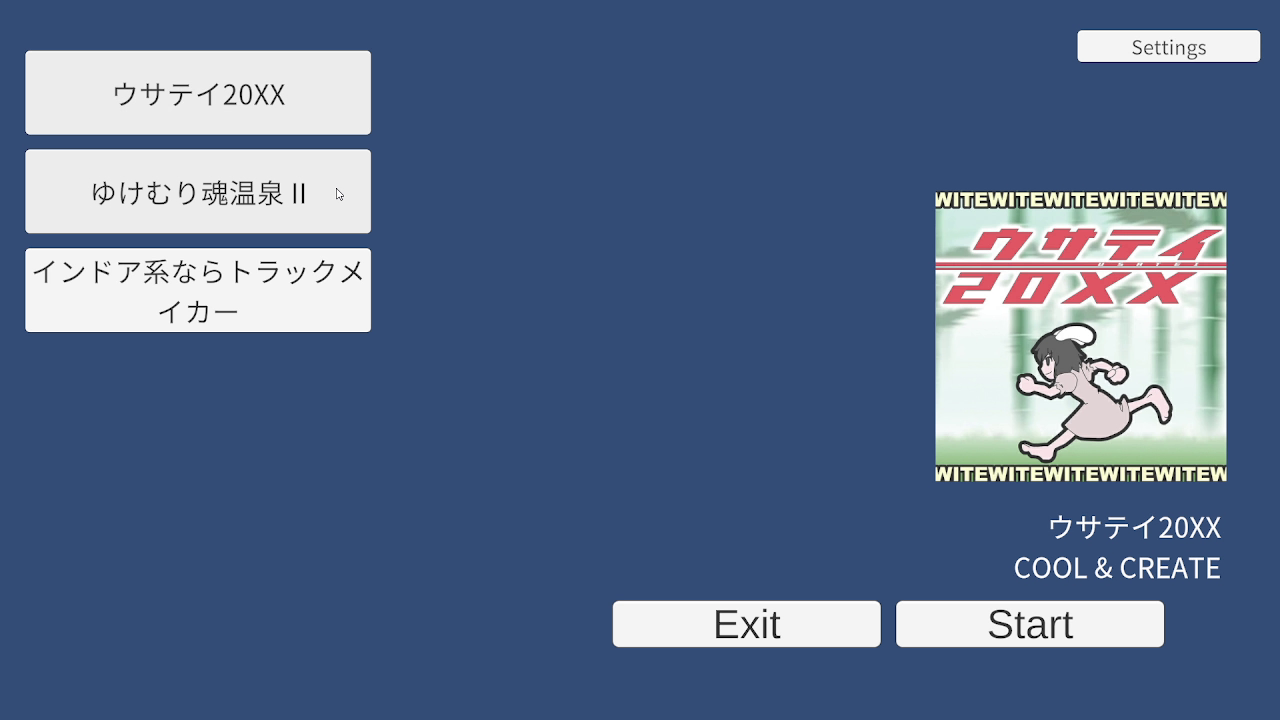 Settings
ウサテイ20XX
ゆけむり魂温泉 II
インドア系ならトラックメ
イカー
WITEWITEWITEWITEWITEW
ウサテイ
USATEI
20XX
WITEWITEWITEWITEWITEW
ウサテイ20XX
COOL & CREATE
Exit
Start